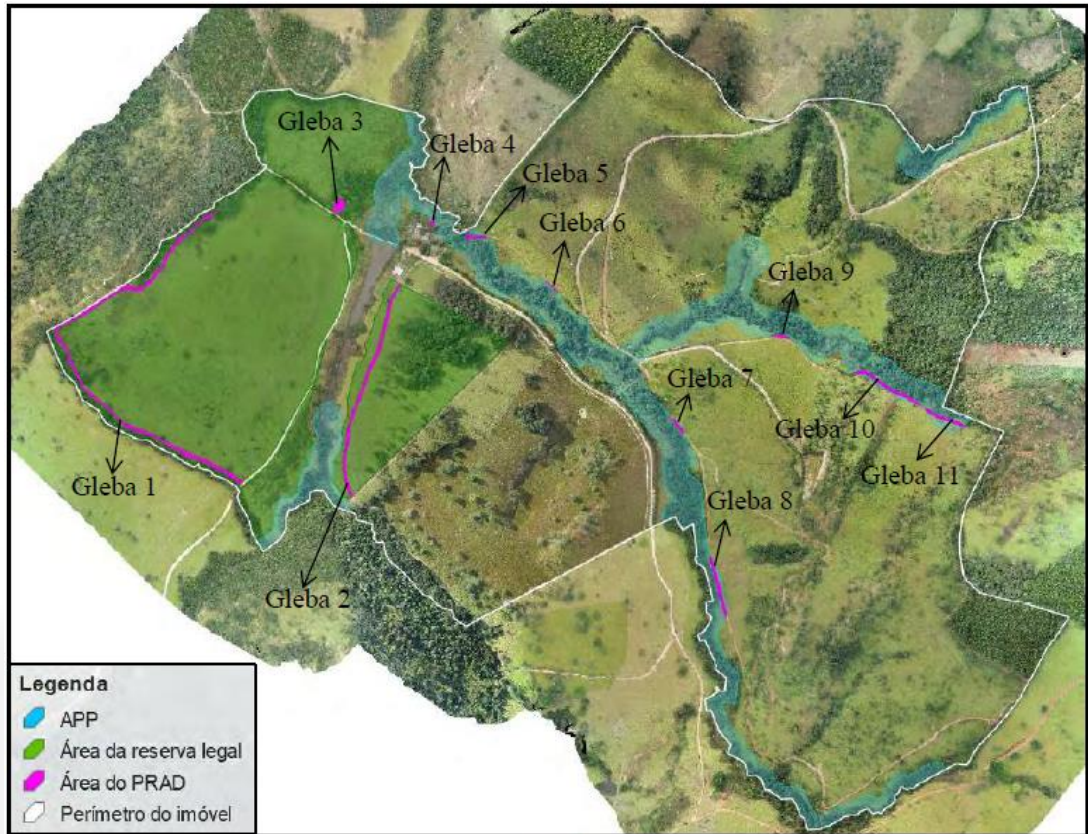 Gleba 3
Gleba 4
Gleba 5
Gleba 6
Gleba 9
Gleba 7
Gleba 10
Gleba 11
Gleba 1
Gleba 8
Gleba 2
Legenda
APP
Área da reserva legal
Área do PRAD
Perímetro do imóvel